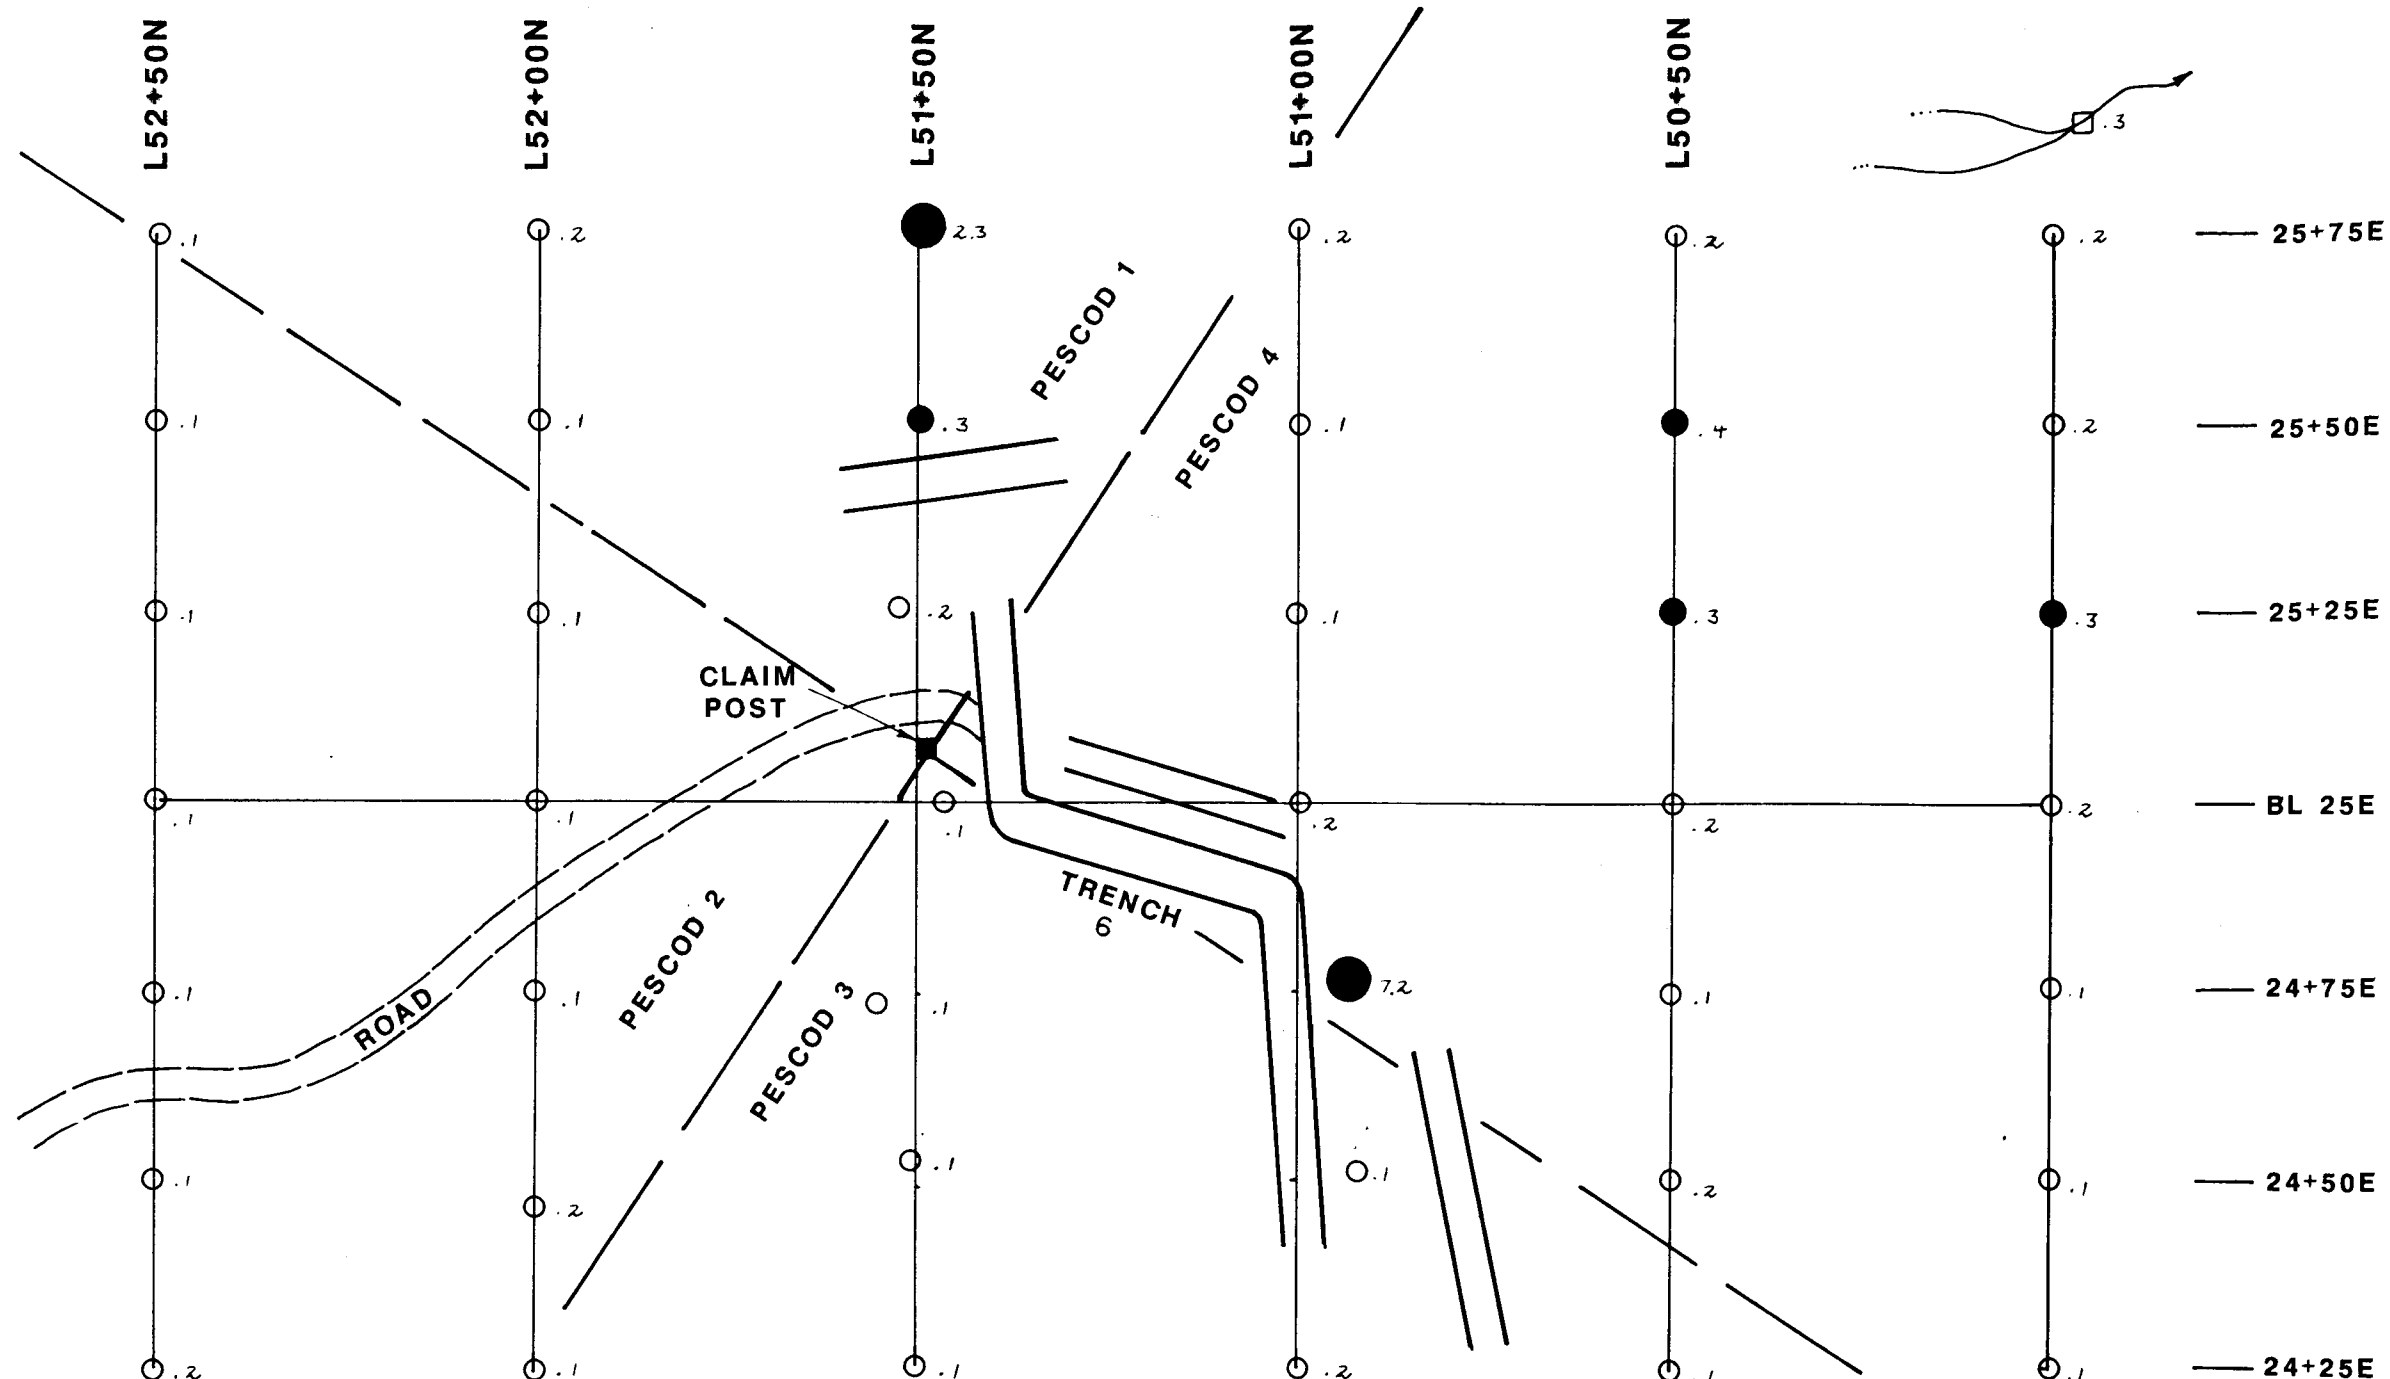 L52+50N
L52+00N
L51+50N
L51+00N
L50+50N
.3
.1
.2
2.3
.2
.2
.2
25+75E
PESCOD 1
PESCOD 4
.1
.1
.3
.1
.4
.2
25+50E
.1
.1
.2
.1
.3
.3
25+25E
CLAIM
POST
.1
.1
.1
.2
.2
.2
BL 25E
TRENCH
6
PESCOD 2
PESCOD 3
ROAD
.1
.1
.1
7.2
.1
.1
24+75E
.1
.2
.1
.1
.2
.1
24+50E
.2
.1
.1
.2
.1
.1
24+25E